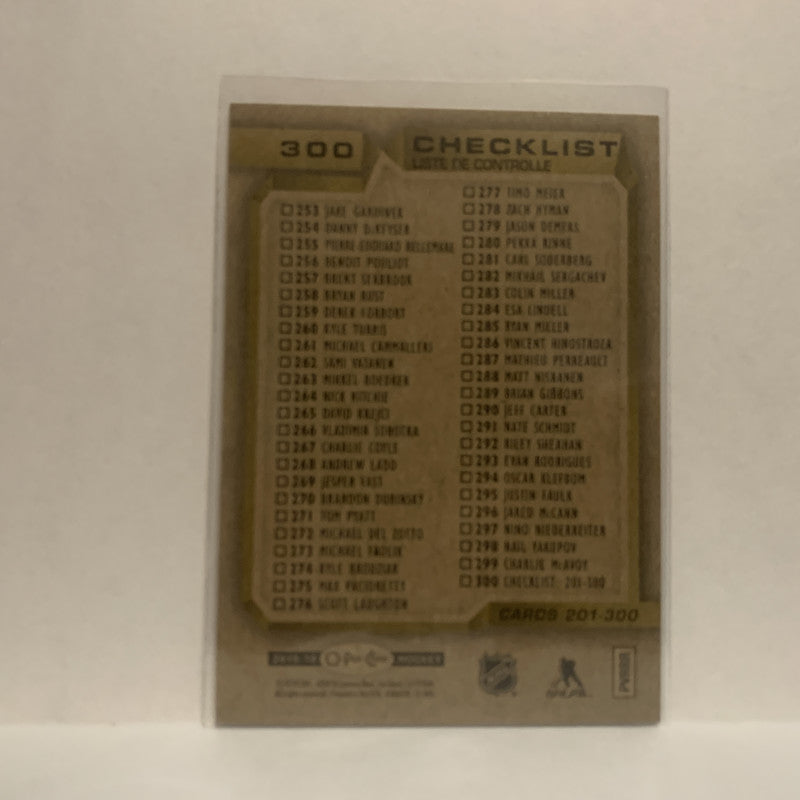 300
CHECKLIST
LISTE DE CONTROLLE
253 JAKE GARDINER
254 DANNY DEKEYSER
255 PIERRE-EDOUARD BELLEMARE
256 BENOIT POULIOT
257 BRENT SEABROOK
258 BRYAN RUST
259 DEREK FORBORT
260 KYLE TURRIS
261 MICHAEL CAMMALLERI
262 SAMI VATANEN
263 MIKKEL BOEDKER
264 NICK RITCHIE
265 DAVID KREJCI
266 VLADIMIR SOBOTKA
267 CHARLIE COYLE
268 ANDREW LADD
269 JESPER FAST
270 BRANDON DUBINSKY
271 TOM PYATT
272 MICHAEL DEL ZOTTO
273 MICHAEL FROLIK
274 KYLE BRODZIAK
275 MAX PACIORETTY
276 SCOTT LAUGHTON
277 TIMO MEIER
278 ZACH HYMAN
279 JASON DEMERS
280 PEKKA RINNE
281 CARL SODERBERG
282 MIKHAIL SERGACHEV
283 COLIN MILLER
284 ESA LINDELL
285 RYAN MILLER
286 VINCENT HINOSTROZA
287 MATHIEU PERREAULT
288 MATT NISKANEN
289 BRIAN GIBBONS
290 JEFF CARTER
291 NATE SCHMIDT
292 RILEY SHEAHAN
293 EVAN RODRIGUES
294 OSCAR KLEFBOM
295 JUSTIN FAULK
296 JARED McCANN
297 NINO NIEDERREITER
298 NAIL YAKUPOV
299 CHARLIE McAVOY
300 CHECKLIST: 201-300
CARDS 201-300
O-PEE-CHEE HOCKEY
NHLPA